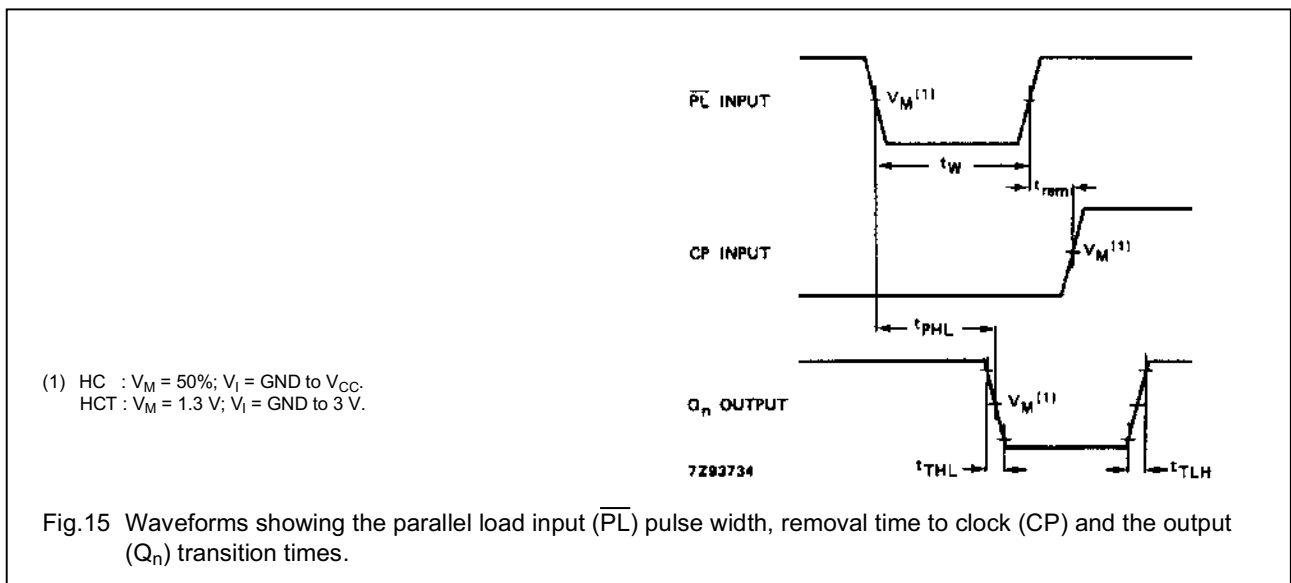 PL INPUT
V_M(1)
t_W
t_rem
CP INPUT
V_M(1)
t_PHL
(1) HC : V_M = 50%; V_I = GND to V_CC.
HCT : V_M = 1.3 V; V_I = GND to 3 V.
Q_n OUTPUT
V_M(1)
7Z93734
t_THL
t_TLH
Fig.15 Waveforms showing the parallel load input (PL) pulse width, removal time to clock (CP) and the output
(Q_n) transition times.